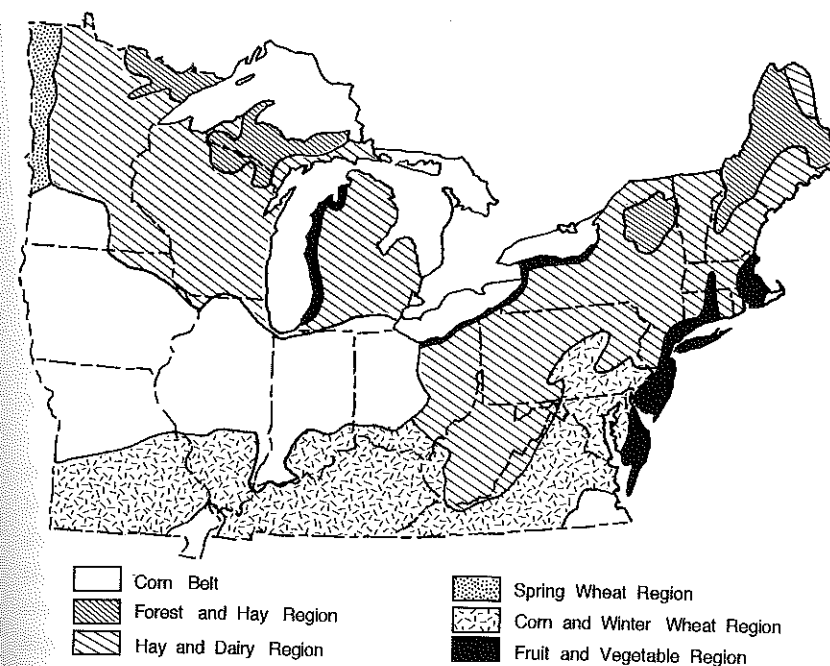 Corn Belt
Forest and Hay Region
Hay and Dairy Region
Spring Wheat Region
Corn and Winter Wheat Region
Fruit and Vegetable Region